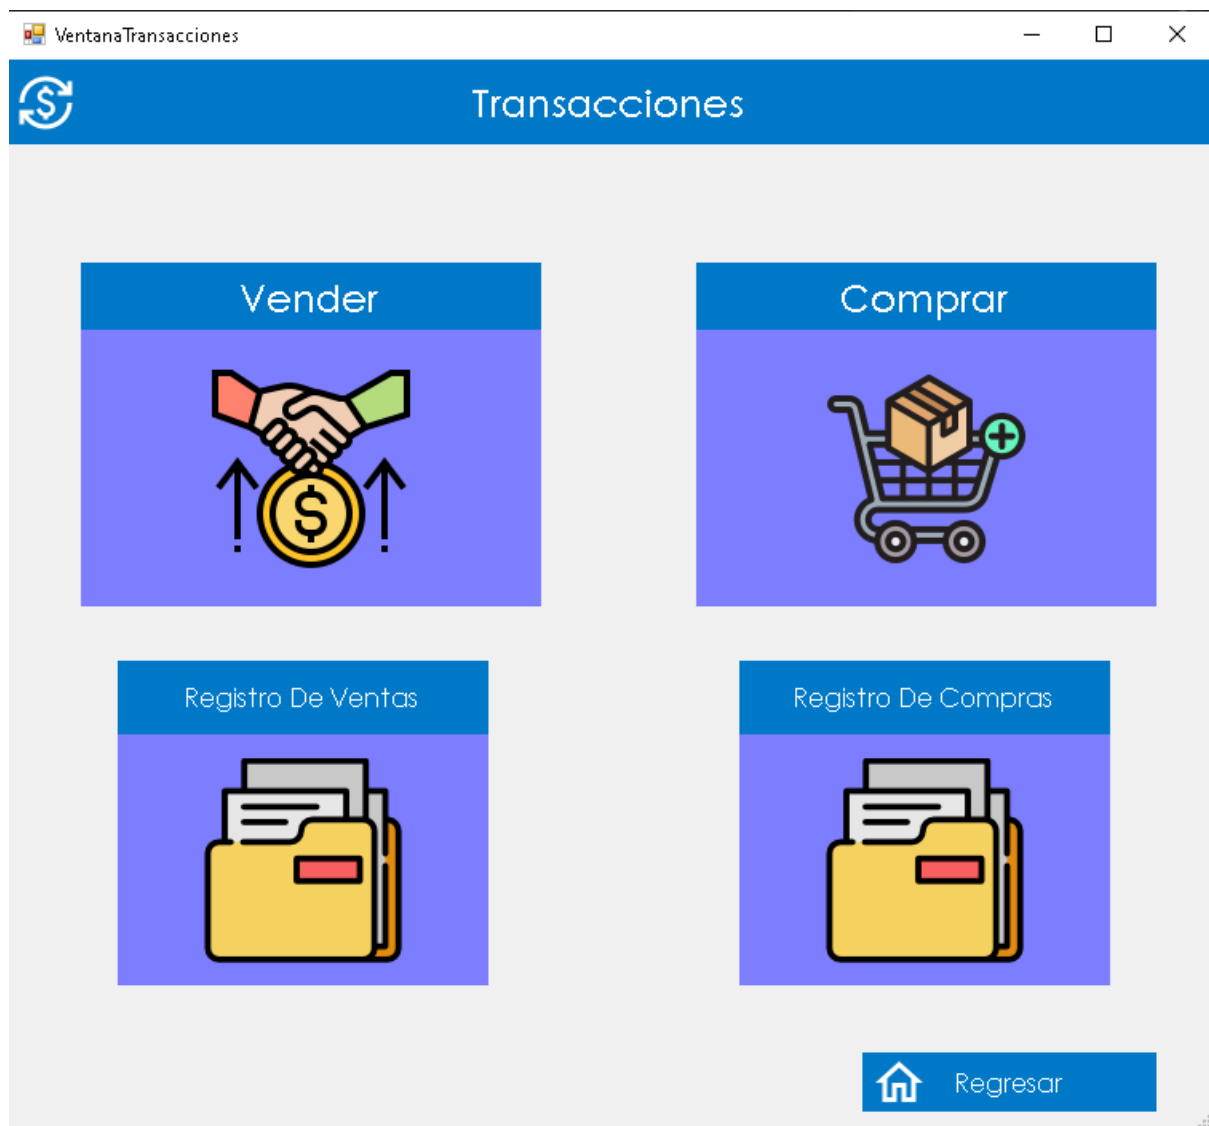 VentanaTransacciones
$
Transacciones
Vender
Comprar
$
Registro De Ventas
Registro De Compras
Regresar